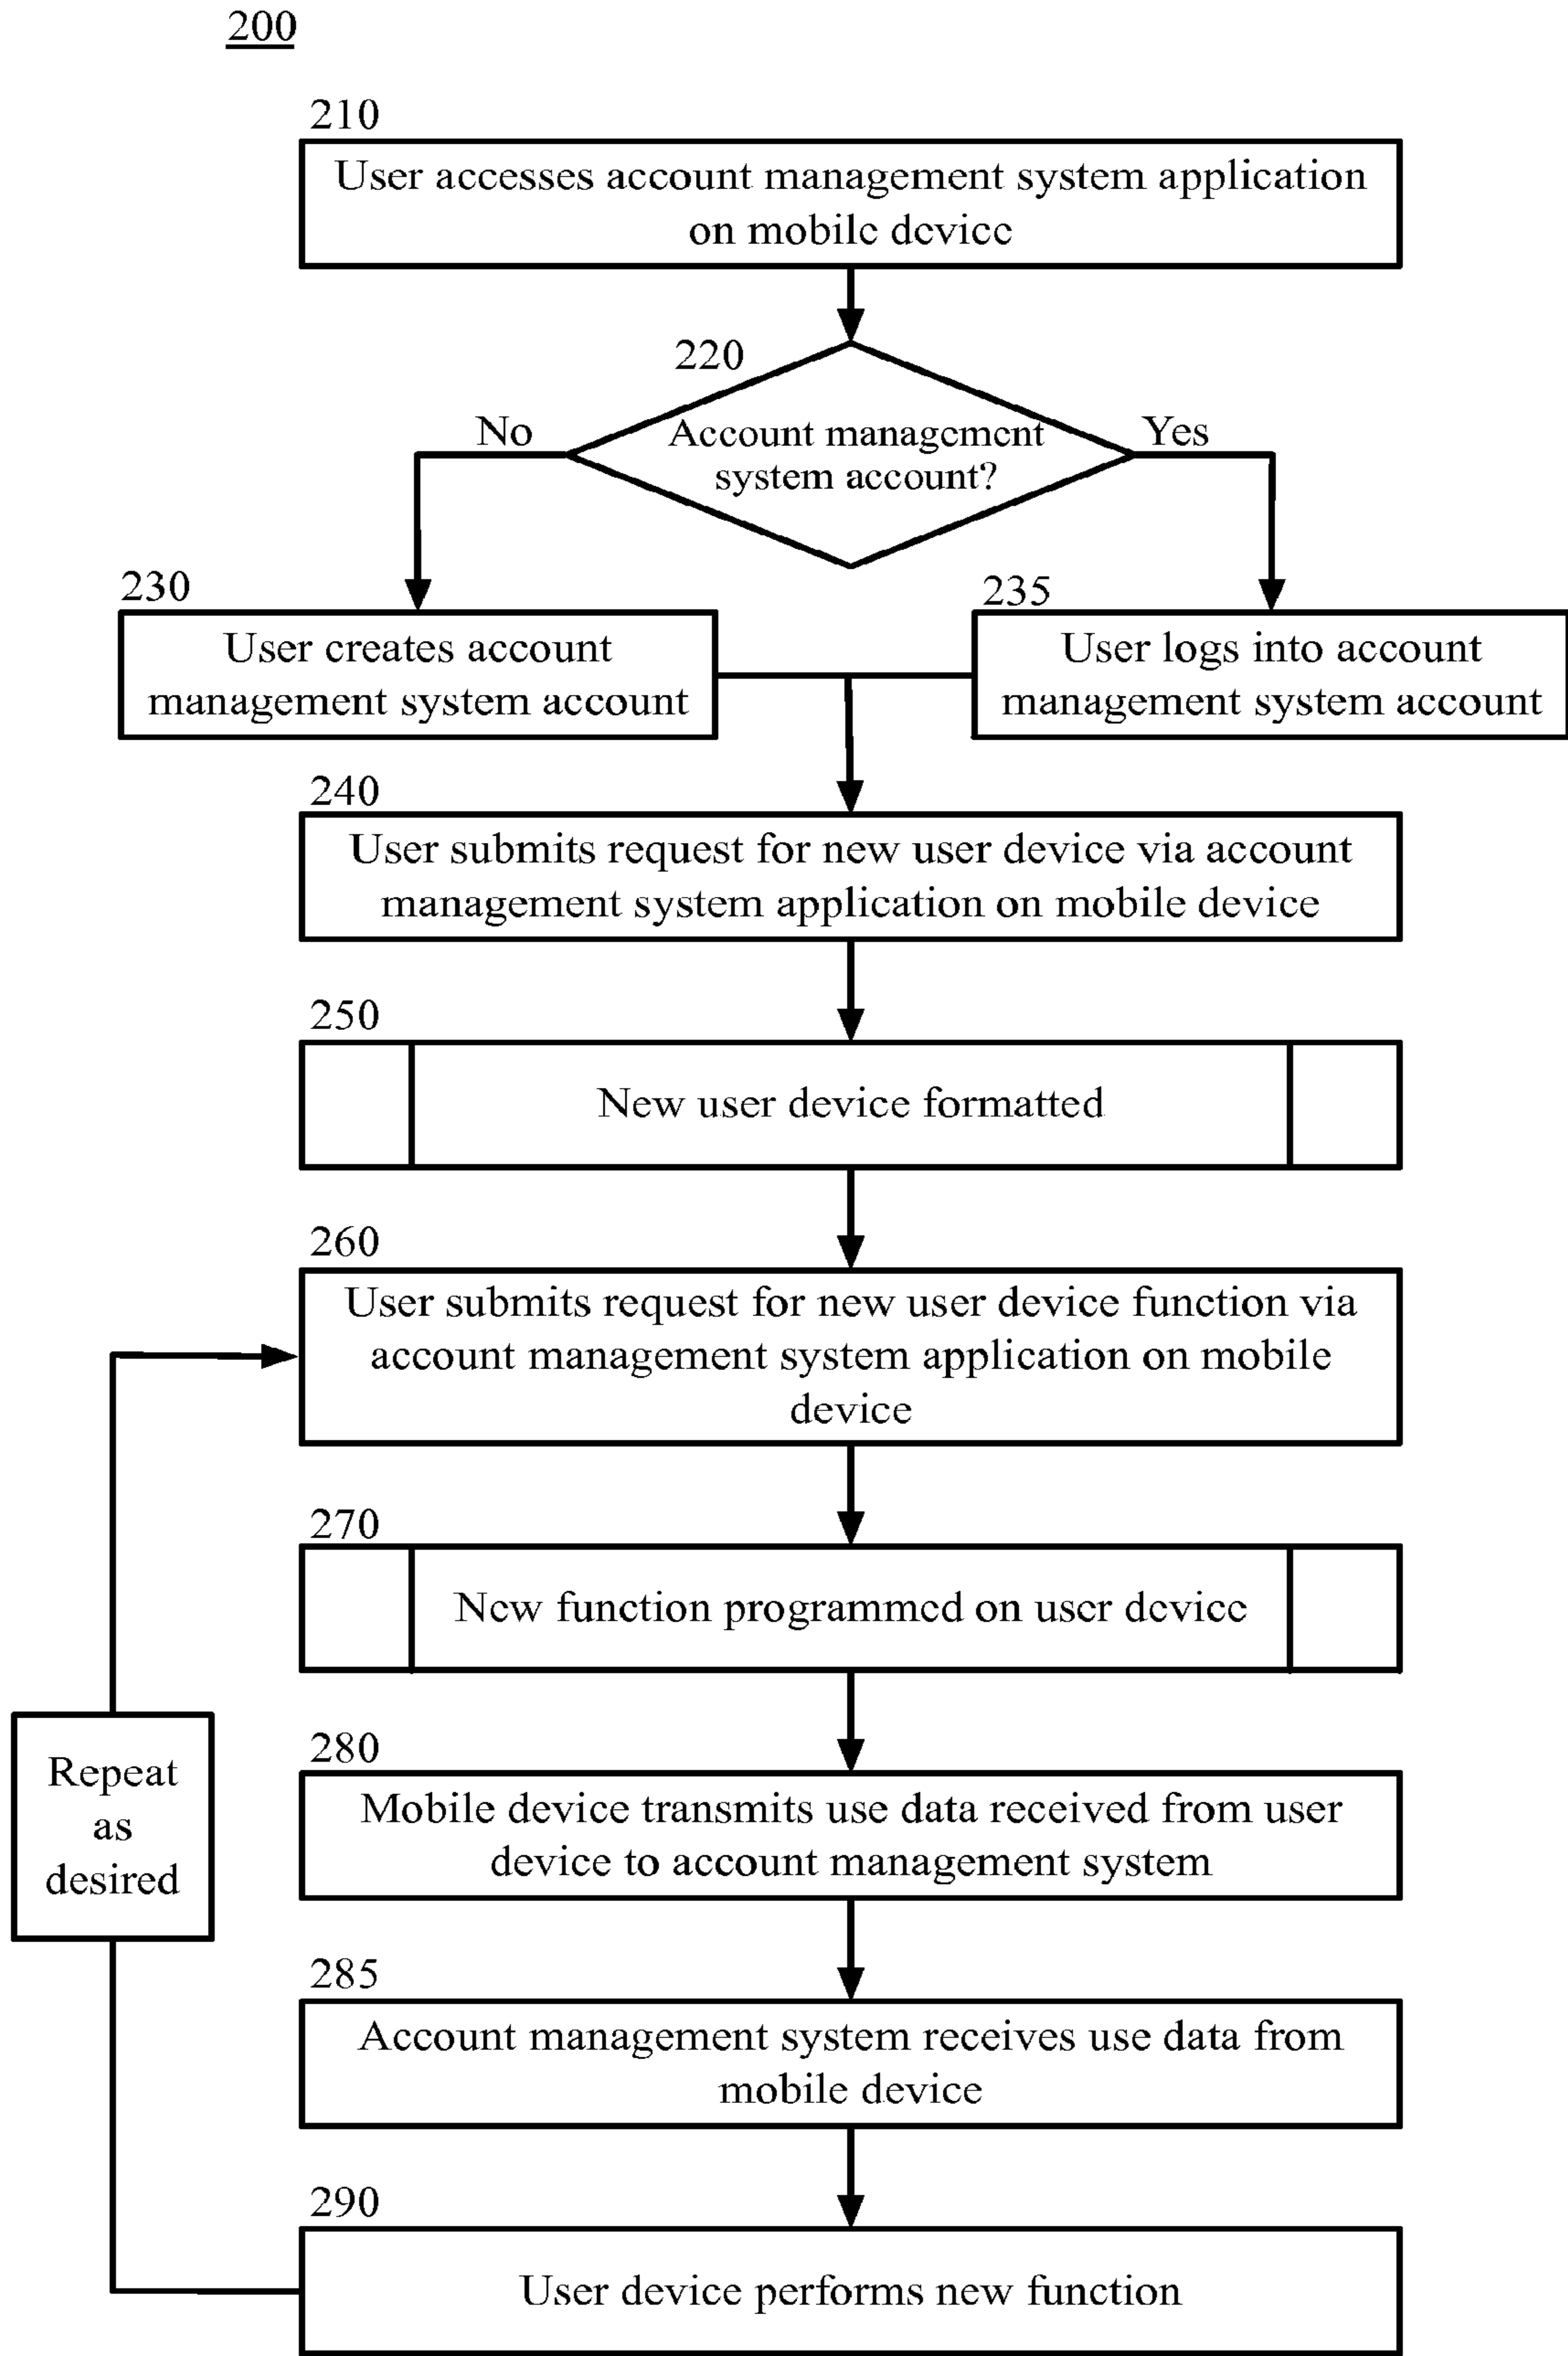 200
210
User accesses account management system application
on mobile device
220
No
Account management
system account?
Yes
230
User creates account
management system account
235
User logs into account
management system account
240
User submits request for new user device via account
management system application on mobile device
250
New user device formatted
260
User submits request for new user device function via
account management system application on mobile
device
270
New function programmed on user device
280
Mobile device transmits use data received from user
device to account management system
Repeat
as
desired
285
Account management system receives use data from
mobile device
290
User device performs new function